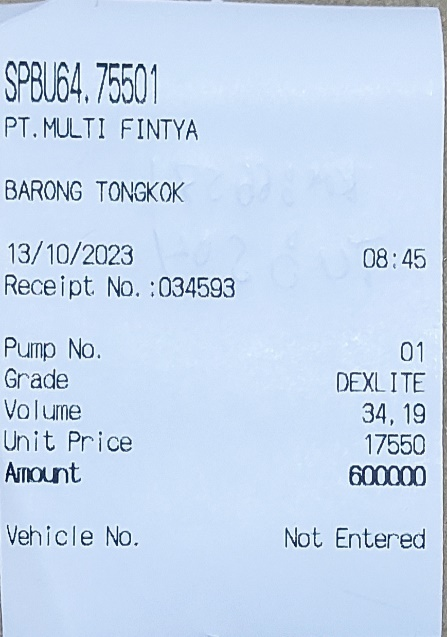 SPBU64.75501
PT.MULTI FINTYA
BARONG TONGKOK
13/10/2023 08:45
Receipt No.:034593
Pump No. 01
Grade DEXLITE
Volume 34,19
Unit Price 17550
Amount 600000
Vehicle No. Not Entered